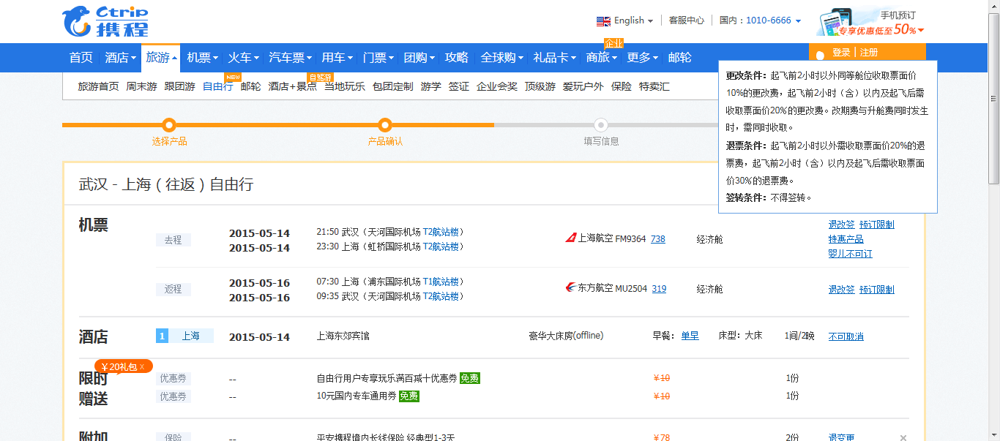 Ctrip
携程
English
客服中心
国内：1010-6666
手机预订
专享优惠低至50%
企业
首页 酒店 旅游 机票 火车 汽车票 用车 门票 团购 攻略 全球购 礼品卡 商旅 更多 邮轮
登录 | 注册
NEW
自驾游
旅游首页 周末游 跟团游 自由行 邮轮 酒店+景点 当地玩乐 包团定制 游学 签证 企业会奖 顶级游 爱玩户外 保险 特卖汇
更改条件：起飞前2小时以外同等舱位收取票面价
10%的更改费，起飞前2小时（含）以内及起飞后需
收取票面价20%的更改费。改期费与升舱费同时发生
时，需同时收取。
退票条件：起飞前2小时以外需收取票面价20%的退
票费，起飞前2小时（含）以内及起飞后需收取票面
价30%的退票费。
签转条件：不得签转。
选择产品
产品确认
填写信息
武汉 - 上海（往返）自由行
机票
去程
2015-05-14
2015-05-14
21:50 武汉（天河国际机场 T2航站楼）
23:30 上海（虹桥国际机场 T2航站楼）
上海航空 FM9364 738
经济舱
退改签 预订限制
特惠产品
婴儿不可订
返程
2015-05-16
2015-05-16
07:30 上海（浦东国际机场 T1航站楼）
09:35 武汉（天河国际机场 T2航站楼）
东方航空 MU2504 319
经济舱
退改签 预订限制
酒店
1 上海
2015-05-14
上海东郊宾馆
豪华大床房(offline)
早餐：单早
床型：大床
1间/2晚
不可取消
￥20礼包 x
限时
赠送
优惠券 -- 自由行用户专享玩乐满百减十优惠券 免费 ￥10 1份
优惠券 -- 10元国内专车通用券 免费 ￥10 1份
附加
保险 -- 平安携程境内长线保险 经典型1-3天 ￥78 2份 退变更 ×